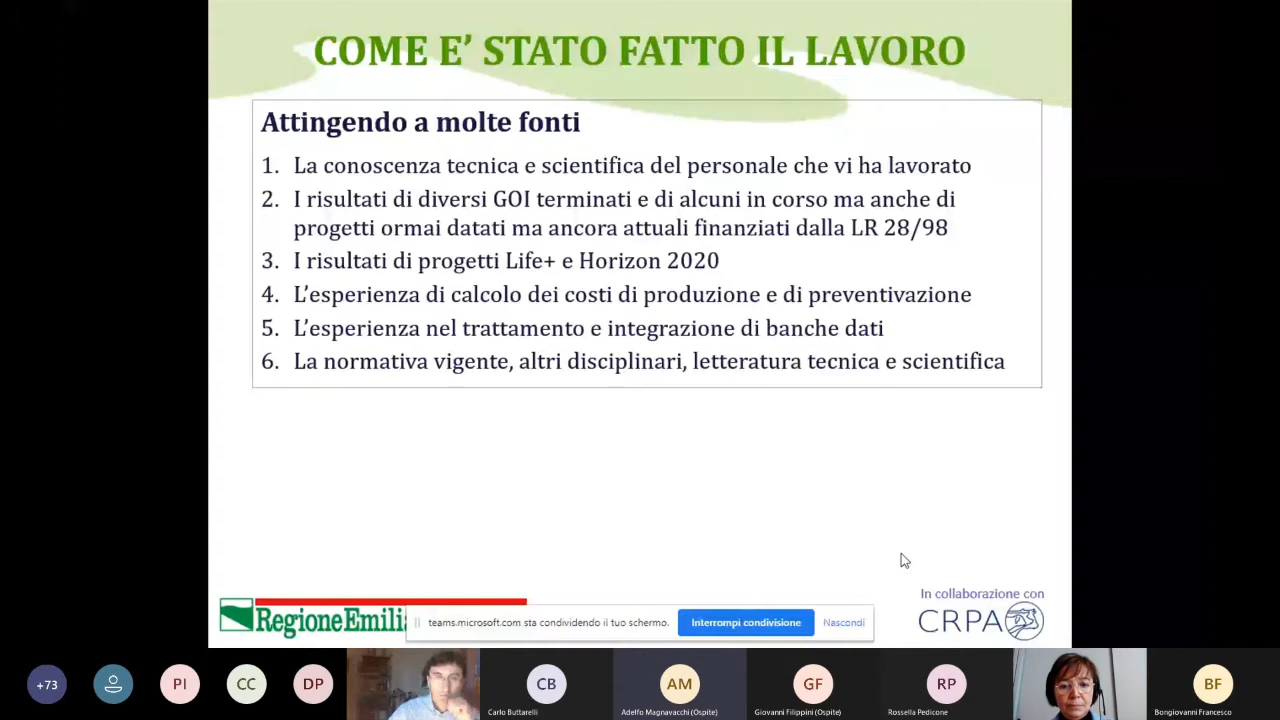 COME E’ STATO FATTO IL LAVORO
Attingendo a molte fonti
1. La conoscenza tecnica e scientifica del personale che vi ha lavorato
2. I risultati di diversi GOI terminati e di alcuni in corso ma anche di
progetti ormai datati ma ancora attuali finanziati dalla LR 28/98
3. I risultati di progetti Life+ e Horizon 2020
4. L’esperienza di calcolo dei costi di produzione e di preventivazione
5. L’esperienza nel trattamento e integrazione di banche dati
6. La normativa vigente, altri disciplinari, letteratura tecnica e scientifica
In collaborazione con
CRPA
RegioneEmili
teams.microsoft.com sta condividendo il tuo schermo.
Interrompi condivisione
Nascondi
+73
PI
CC
DP
CB
AM
GF
RP
BF
Carlo Buttarelli
Adelfo Magnavacchi (Ospite)
Giovanni Filippini (Ospite)
Rossella Pedicone
Bongiovanni Francesco